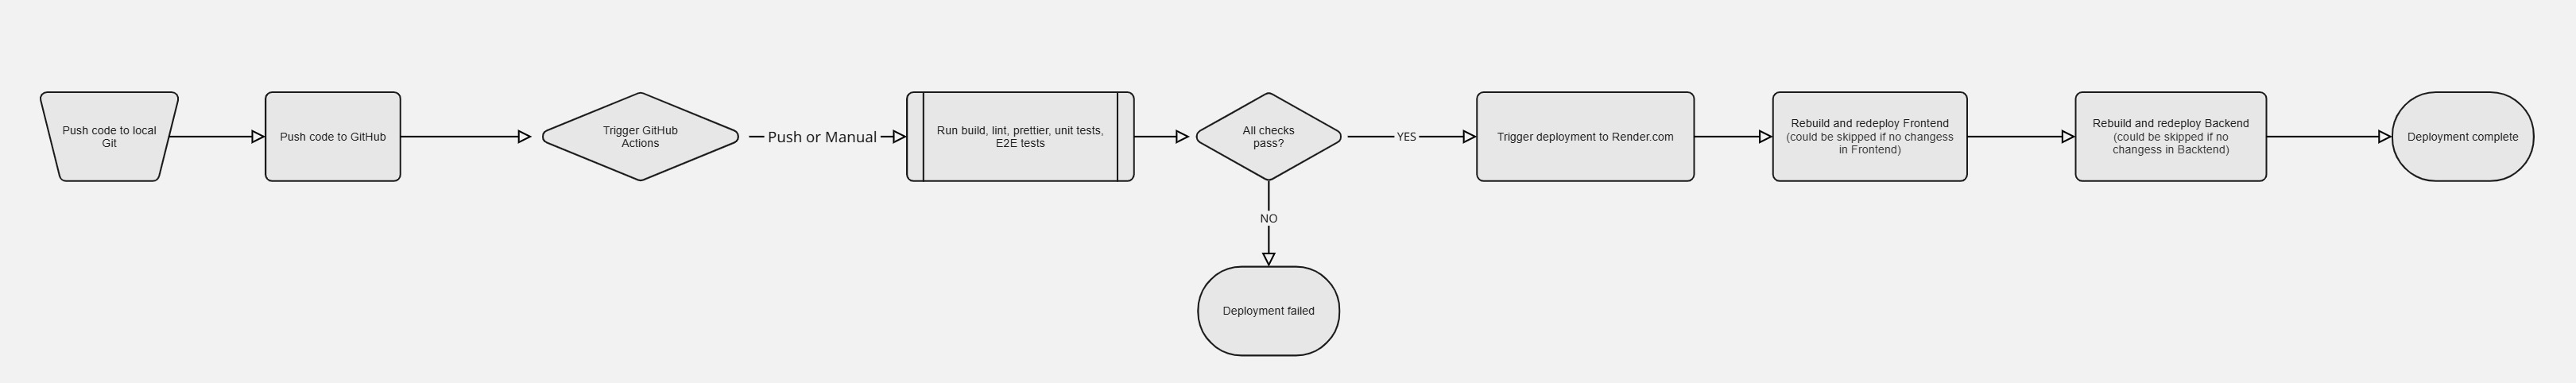 Push code to local
Git
Push code to GitHub
Trigger GitHub
Actions
Push or Manual
Run build, lint, prettier, unit tests,
E2E tests
All checks
pass?
YES
Trigger deployment to Render.com
Rebuild and redeploy Frontend
(could be skipped if no changess
in Frontend)
Rebuild and redeploy Backend
(could be skipped if no
changess in Backtend)
Deployment complete
NO
Deployment failed